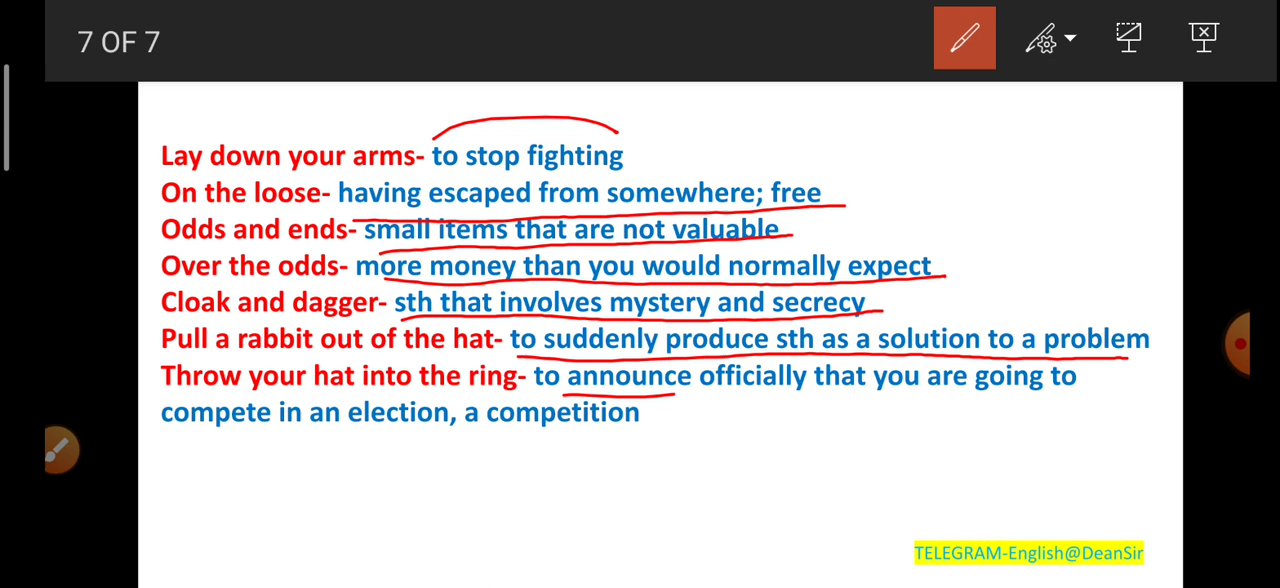 7 OF 7
Lay down your arms- to stop fighting
On the loose- having escaped from somewhere; free
Odds and ends- small items that are not valuable
Over the odds- more money than you would normally expect
Cloak and dagger- sth that involves mystery and secrecy
Pull a rabbit out of the hat- to suddenly produce sth as a solution to a problem
Throw your hat into the ring- to announce officially that you are going to
compete in an election, a competition
TELEGRAM-English@DeanSir